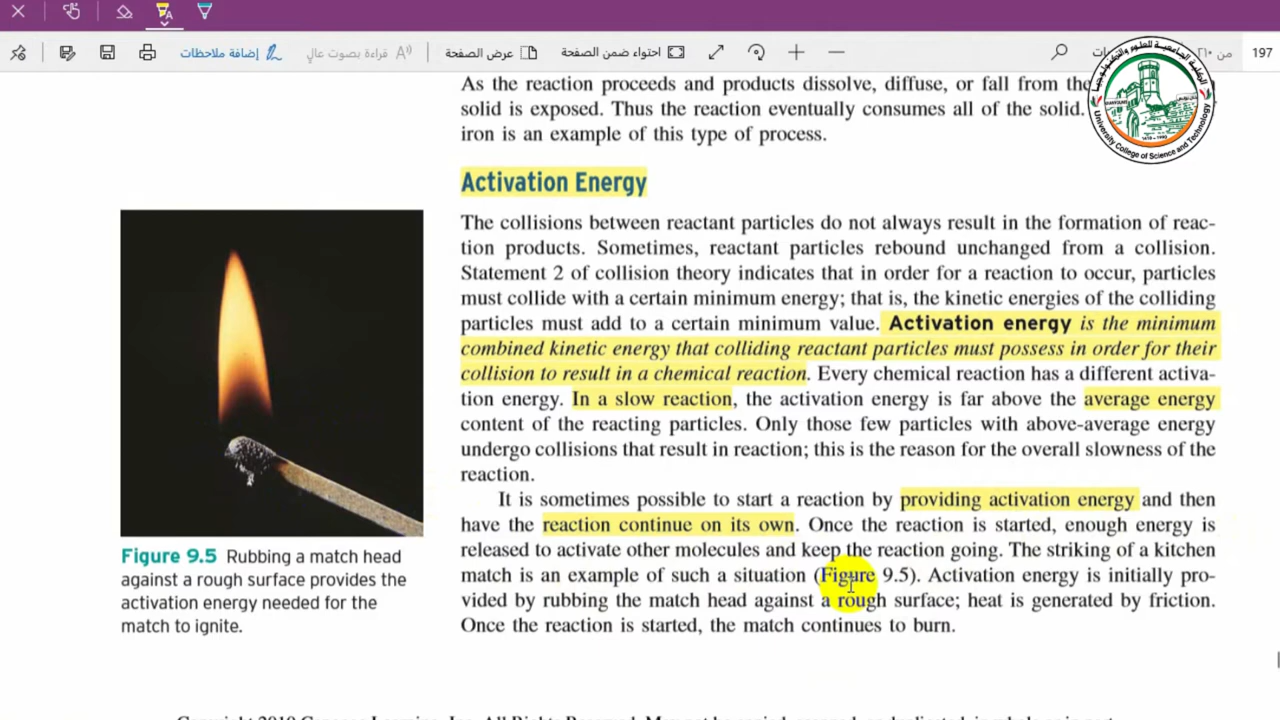 إضافة ملاحظات
قراءة بصوت عالٍ
عرض الصفحة
احتواء ضمن الصفحة
من ٢١٠
197
As the reaction proceeds and products dissolve, diffuse, or fall from the
solid is exposed. Thus the reaction eventually consumes all of the solid.
iron is an example of this type of process.
University College of Science and Technology
Activation Energy
The collisions between reactant particles do not always result in the formation of reac-
tion products. Sometimes, reactant particles rebound unchanged from a collision.
Statement 2 of collision theory indicates that in order for a reaction to occur, particles
must collide with a certain minimum energy; that is, the kinetic energies of the colliding
particles must add to a certain minimum value. Activation energy is the minimum
combined kinetic energy that colliding reactant particles must possess in order for their
collision to result in a chemical reaction. Every chemical reaction has a different activa-
tion energy. In a slow reaction, the activation energy is far above the average energy
content of the reacting particles. Only those few particles with above-average energy
undergo collisions that result in reaction; this is the reason for the overall slowness of the
reaction.
It is sometimes possible to start a reaction by providing activation energy and then
have the reaction continue on its own. Once the reaction is started, enough energy is
released to activate other molecules and keep the reaction going. The striking of a kitchen
match is an example of such a situation (Figure 9.5). Activation energy is initially pro-
vided by rubbing the match head against a rough surface; heat is generated by friction.
Once the reaction is started, the match continues to burn.
Figure 9.5 Rubbing a match head
against a rough surface provides the
activation energy needed for the
match to ignite.